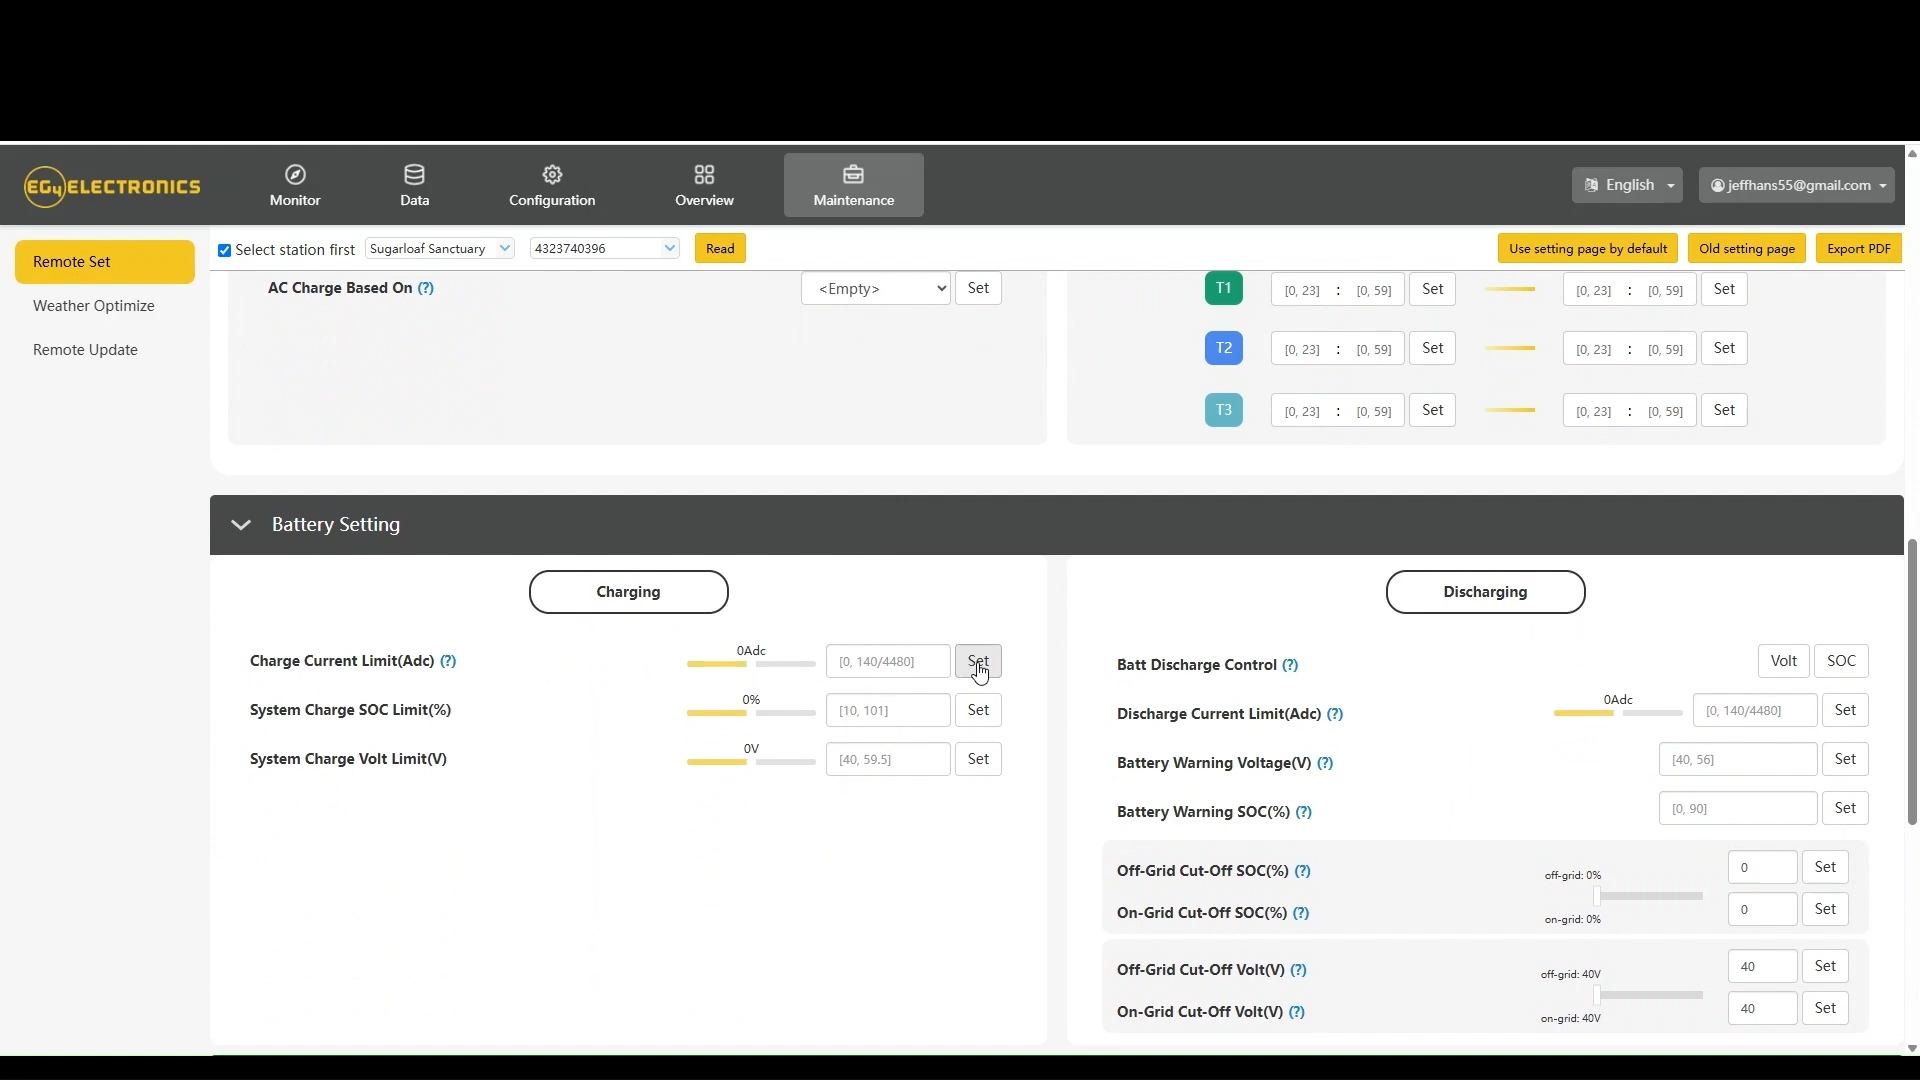 EG4 ELECTRONICS
Monitor
Data
Configuration
Overview
Maintenance
English
jeffhans55@gmail.com
Remote Set
Weather Optimize
Remote Update
Select station first
Sugarloaf Sanctuary
4323740396
Read
Use setting page by default
Old setting page
Export PDF
AC Charge Based On (?)
<Empty>
Set
T1
[0, 23] : [0, 59]
Set
[0, 23] : [0, 59]
Set
T2
[0, 23] : [0, 59]
Set
[0, 23] : [0, 59]
Set
T3
[0, 23] : [0, 59]
Set
[0, 23] : [0, 59]
Set
Battery Setting
Charging
Charge Current Limit(Adc) (?)
0Adc
[0, 140/4480]
Set
System Charge SOC Limit(%)
0%
[10, 101]
Set
System Charge Volt Limit(V)
0V
[40, 59.5]
Set
Discharging
Batt Discharge Control (?)
Volt
SOC
Discharge Current Limit(Adc) (?)
0Adc
[0, 140/4480]
Set
Battery Warning Voltage(V) (?)
[40, 56]
Set
Battery Warning SOC(%) (?)
[0, 90]
Set
Off-Grid Cut-Off SOC(%) (?)
off-grid: 0%
0
Set
On-Grid Cut-Off SOC(%) (?)
on-grid: 0%
0
Set
Off-Grid Cut-Off Volt(V) (?)
off-grid: 40V
40
Set
On-Grid Cut-Off Volt(V) (?)
on-grid: 40V
40
Set